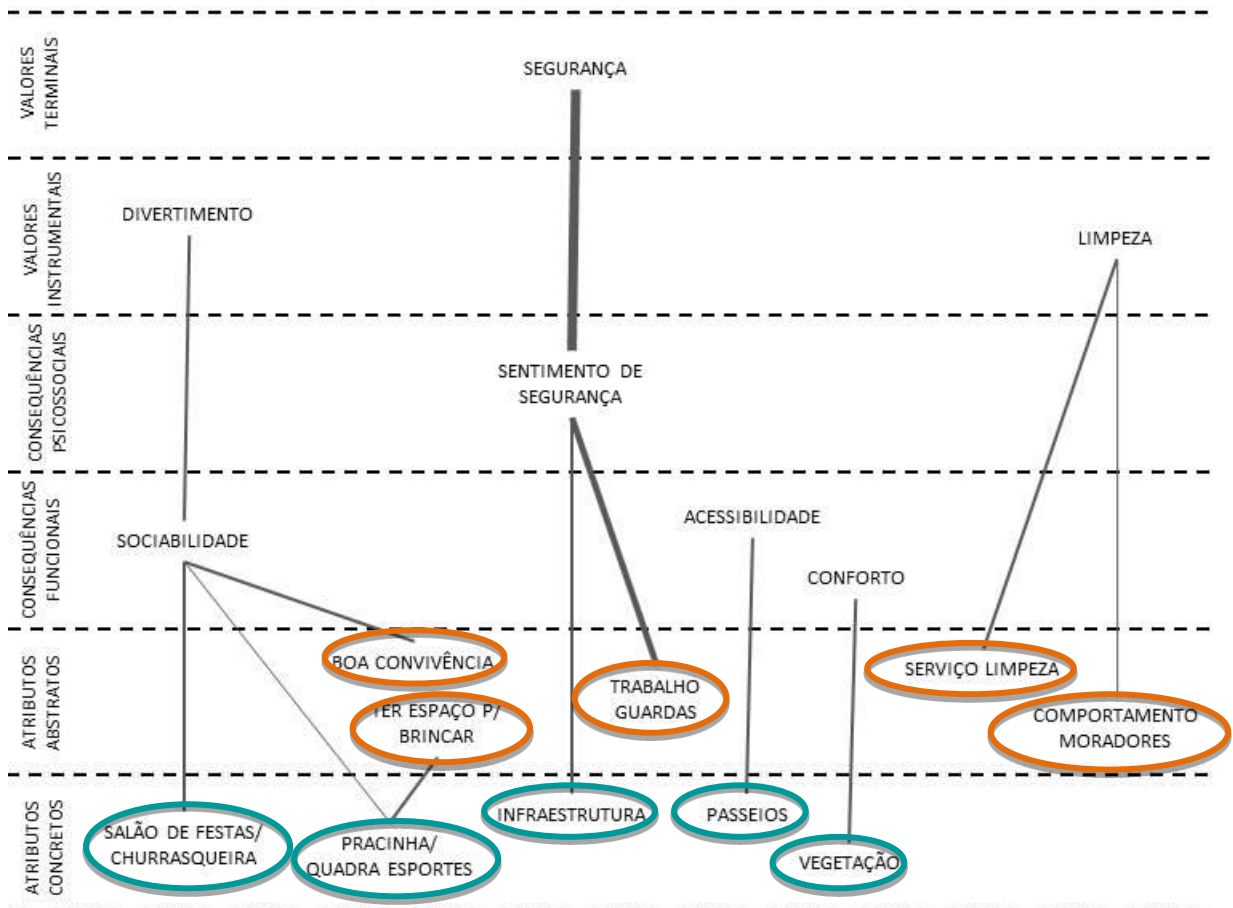 VALORES
TERMINAIS
SEGURANÇA
VALORES
INSTRUMENTAIS
DIVERTIMENTO
LIMPEZA
CONSEQUÊNCIAS
PSICOSSOCIAIS
SENTIMENTO DE
SEGURANÇA
CONSEQUÊNCIAS
FUNCIONAIS
SOCIABILIDADE
ACESSIBILIDADE
CONFORTO
ATRIBUTOS
ABSTRATOS
BOA CONVIVÊNCIA
TER ESPAÇO P/
BRINCAR
TRABALHO
GUARDAS
SERVIÇO LIMPEZA
COMPORTAMENTO
MORADORES
ATRIBUTOS
CONCRETOS
SALÃO DE FESTAS/
CHURRASQUEIRA
PRACINHA/
QUADRA ESPORTES
INFRAESTRUTURA
PASSEIOS
VEGETAÇÃO